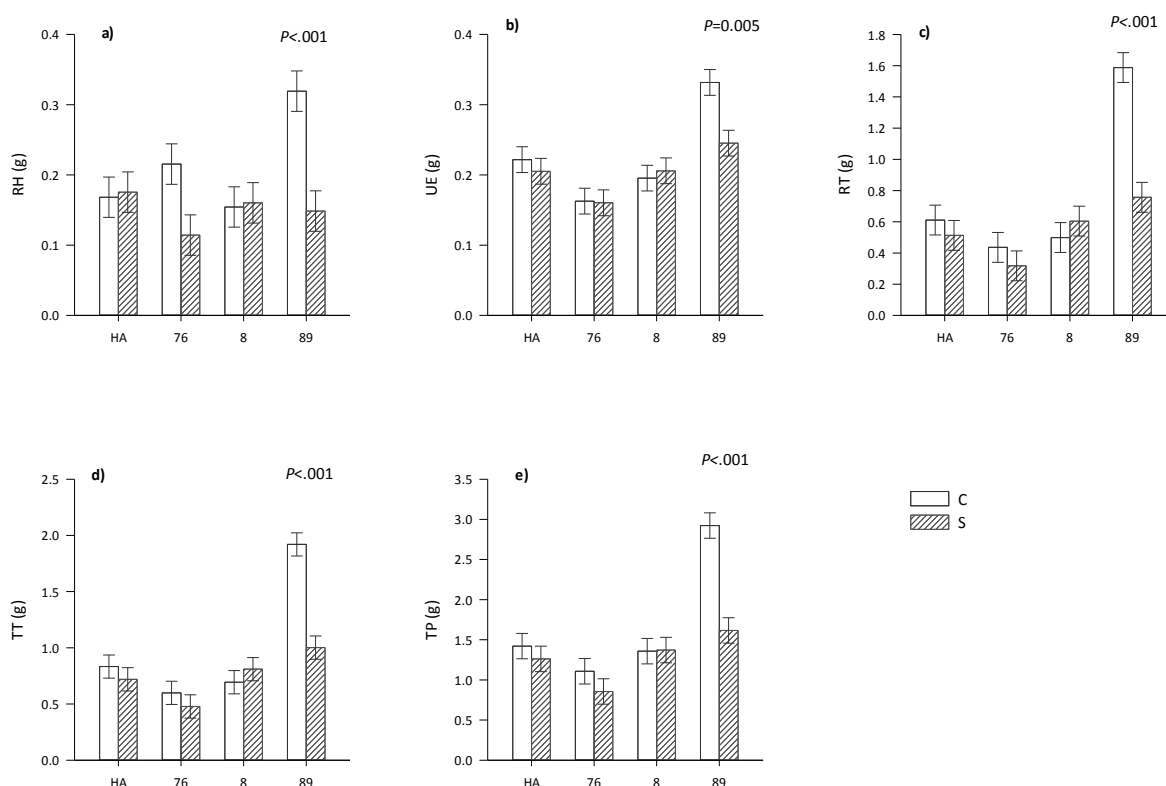 a)
P<.001
RH (g)
0.4
0.3
0.2
0.1
0.0
HA 76 8 89
b)
P=0.005
UE (g)
0.4
0.3
0.2
0.1
0.0
HA 76 8 89
c)
P<.001
RT (g)
1.8
1.6
1.4
1.2
1.0
0.8
0.6
0.4
0.2
0.0
HA 76 8 89
d)
P<.001
TT (g)
2.5
2.0
1.5
1.0
0.5
0.0
HA 76 8 89
e)
P<.001
TP (g)
3.5
3.0
2.5
2.0
1.5
1.0
0.5
0.0
HA 76 8 89
C
S